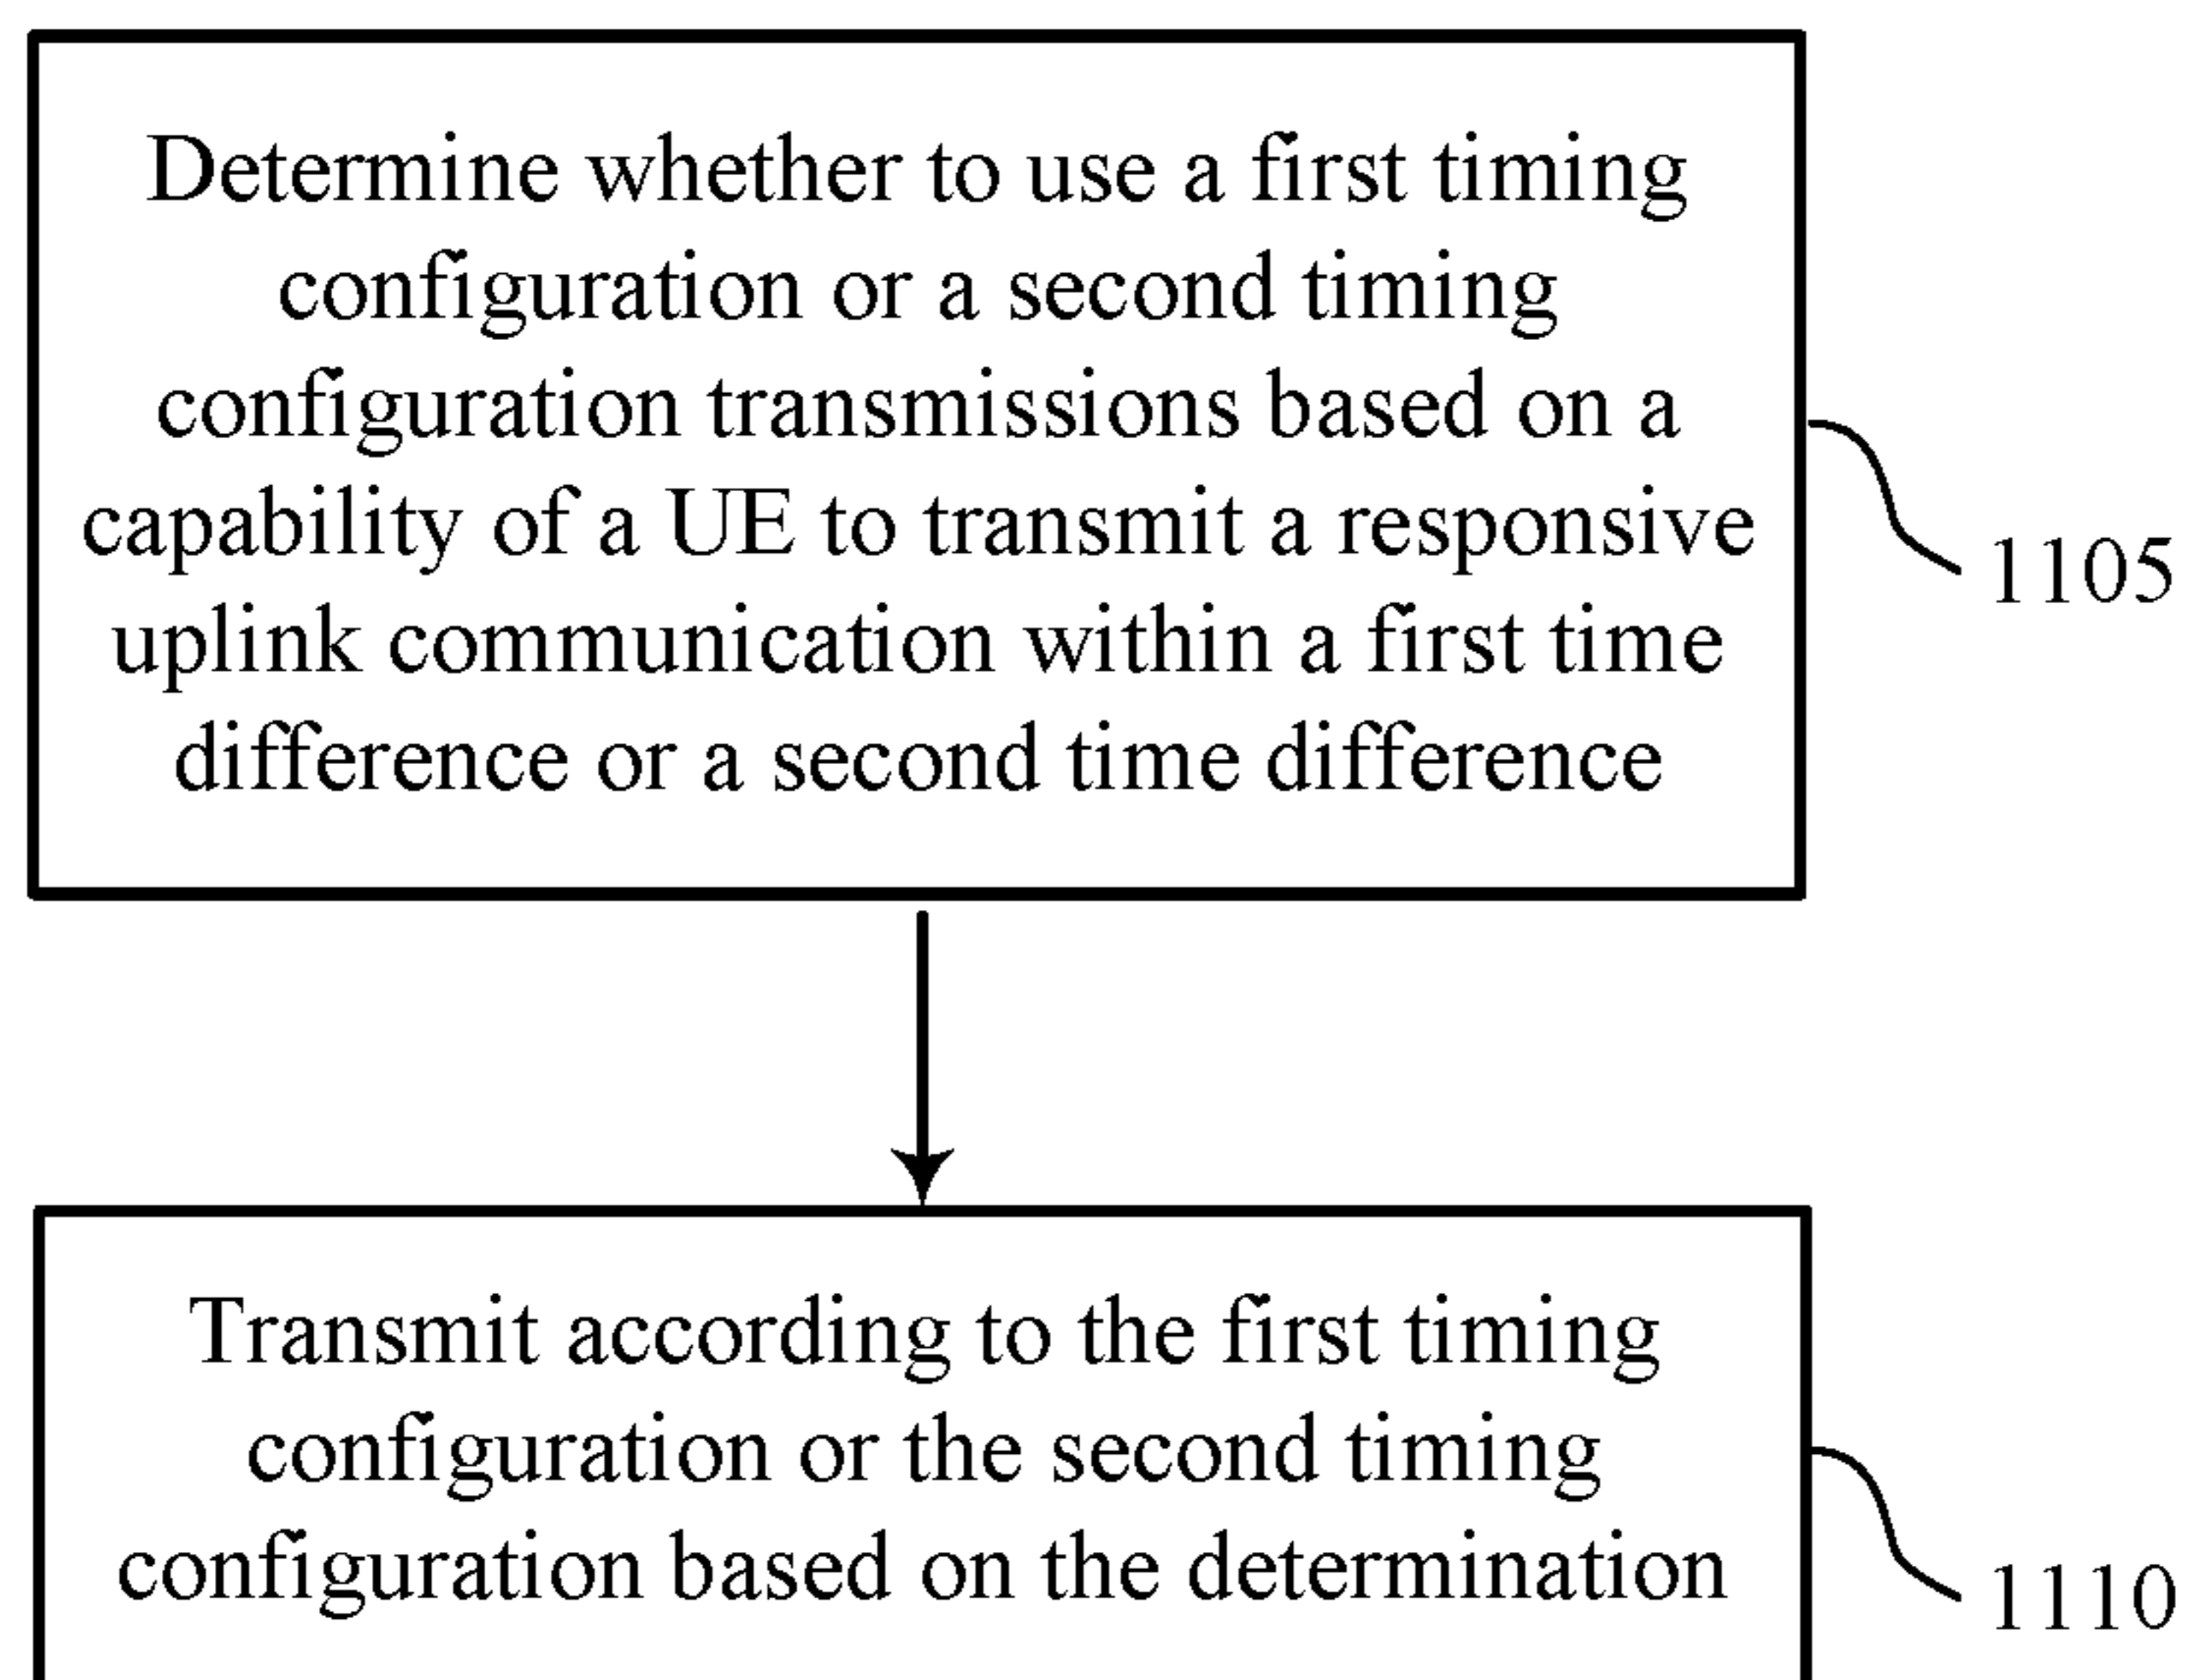 Determine whether to use a first timing
configuration or a second timing
configuration transmissions based on a
capability of a UE to transmit a responsive
uplink communication within a first time
difference or a second time difference
1105
Transmit according to the first timing
configuration or the second timing
configuration based on the determination
1110